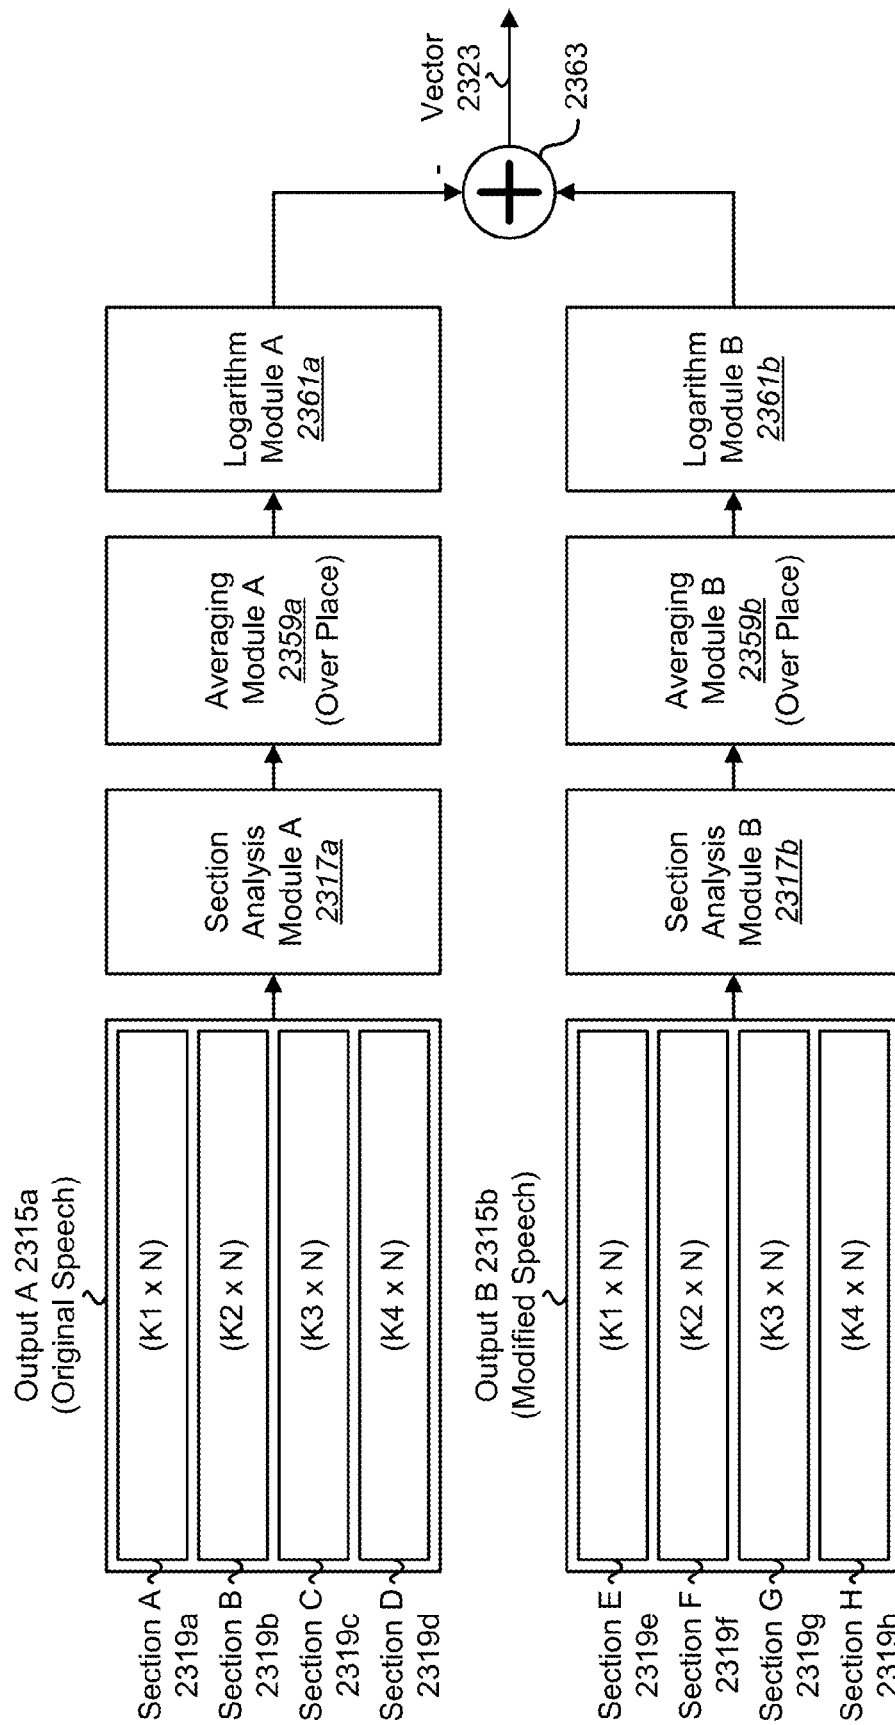 Output A 2315a
(Original Speech)
Section A
2319a
(K1 x N)
Section B
2319b
(K2 x N)
Section C
2319c
(K3 x N)
Section D
2319d
(K4 x N)
Section
Analysis
Module A
2317a
Averaging
Module A
2359a
(Over Place)
Logarithm
Module A
2361a
-
Vector
2323
2363
Output B 2315b
(Modified Speech)
Section E
2319e
(K1 x N)
Section F
2319f
(K2 x N)
Section G
2319g
(K3 x N)
Section H
2319h
(K4 x N)
Section
Analysis
Module B
2317b
Averaging
Module B
2359b
(Over Place)
Logarithm
Module B
2361b